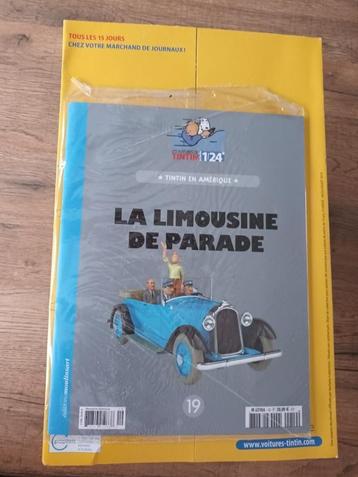 TOUS LES 15 JOURS
CHEZ VOTRE MARCHAND DE JOURNAUX!
TINTIN 1/24e
TINTIN EN AMÉRIQUE
LA LIMOUSINE
DE PARADE
19
www.voitures-tintin.com